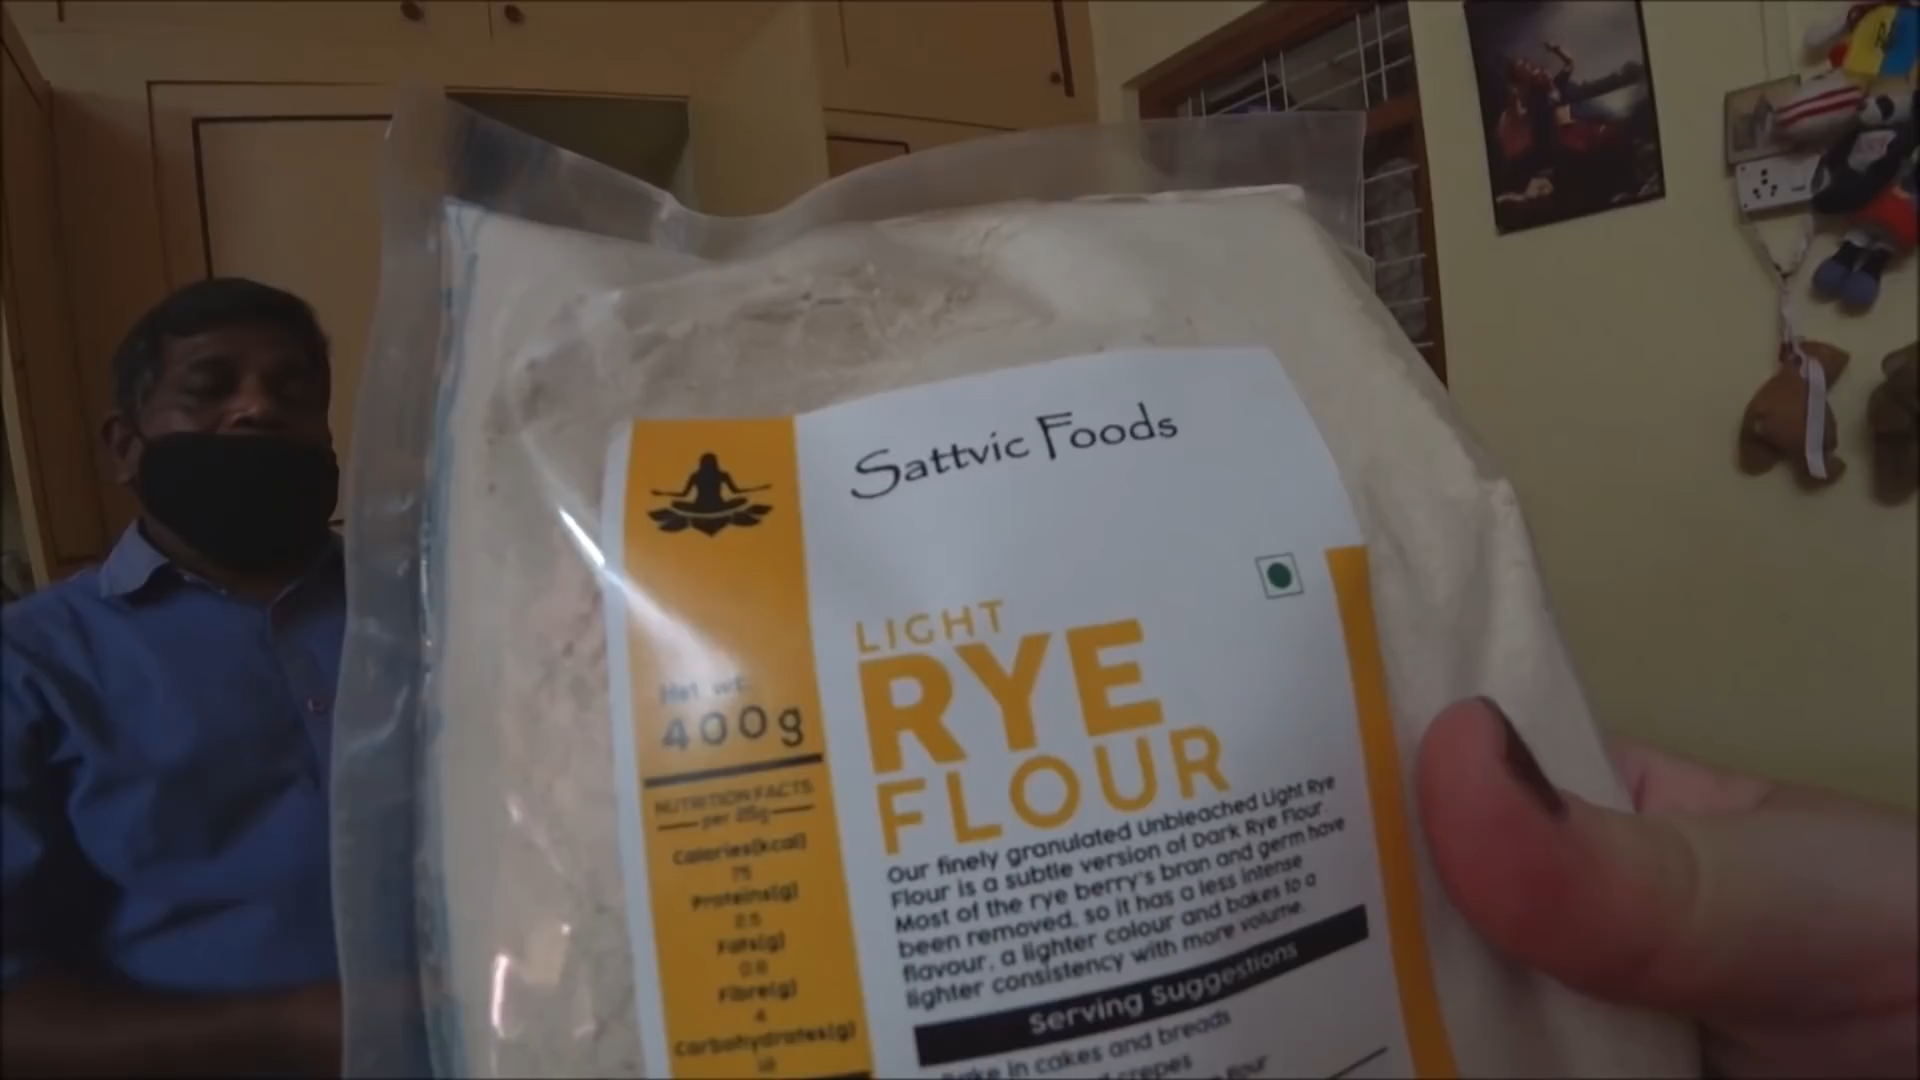 Sattvic Foods
LIGHT
RYE
FLOUR
Net wt.
400g
NUTRITION FACTS
per
Calories(kcal)
75
Proteins(g)
2.5
Fats(g)
0.8
Fibre(g)
4
Carbohydrates(g)
Our finely granulated Unbleached Light Rye
Flour is a subtle version of Dark Rye Flour.
Most of the rye berry's bran and germ have
been removed, so it has a less intense
flavour, a lighter colour and bakes to a
lighter consistency with more volume.
Serving Suggestions
in cakes and breads
crepes
flour